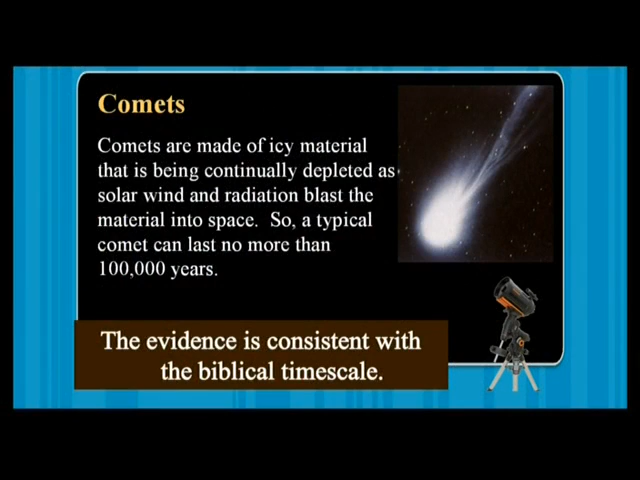 Comets
Comets are made of icy material
that is being continually depleted as
solar wind and radiation blast the
material into space.  So, a typical
comet can last no more than
100,000 years.
The evidence is consistent with
the biblical timescale.